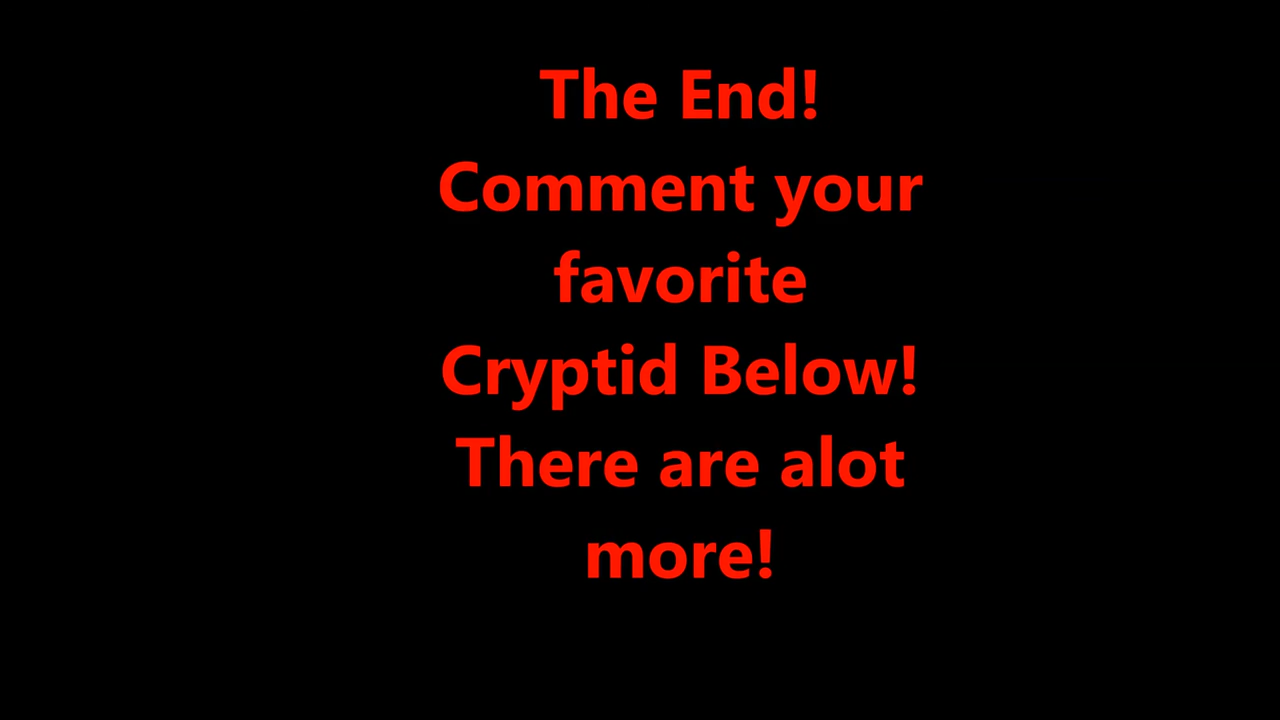 The End!
Comment your
favorite
Cryptid Below!
There are alot
more!